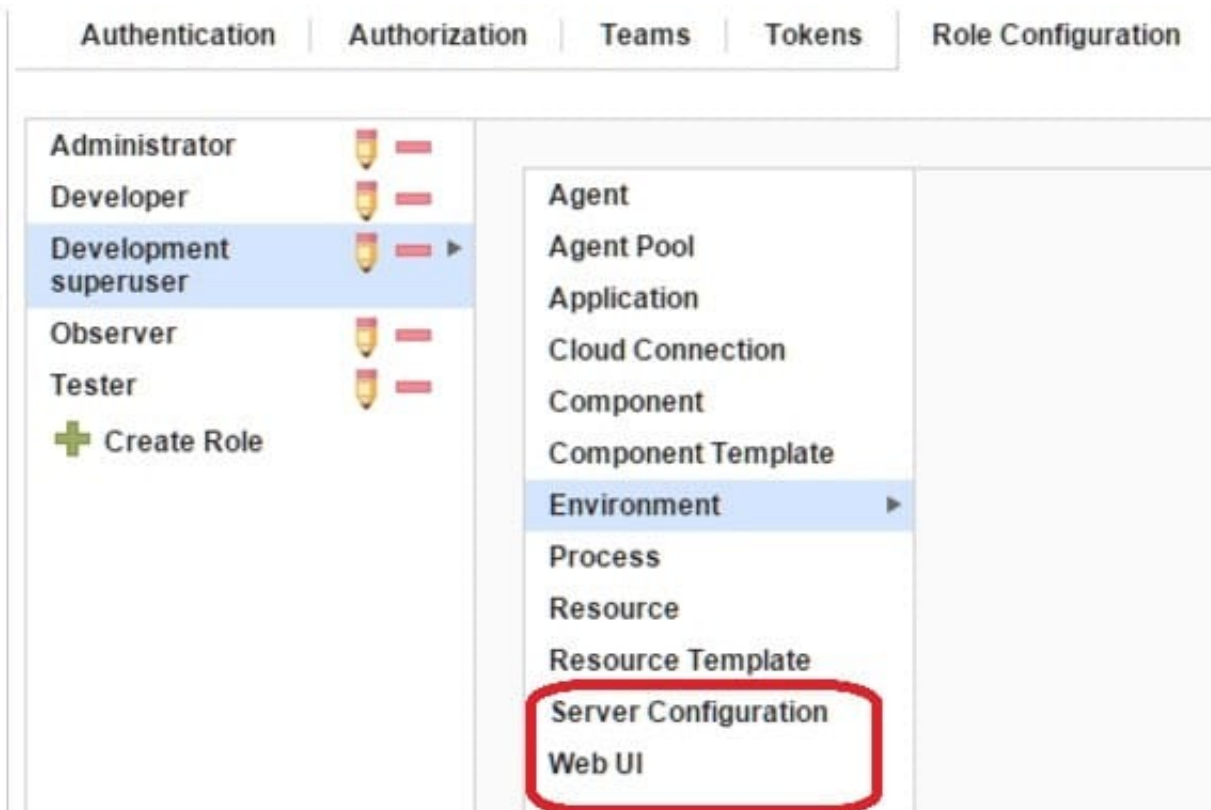 Authentication Authorization Teams Tokens Role Configuration
Administrator
Developer
Development
superuser
Observer
Tester
Create Role
Agent
Agent Pool
Application
Cloud Connection
Component
Component Template
Environment
Process
Resource
Resource Template
Server Configuration
Web UI